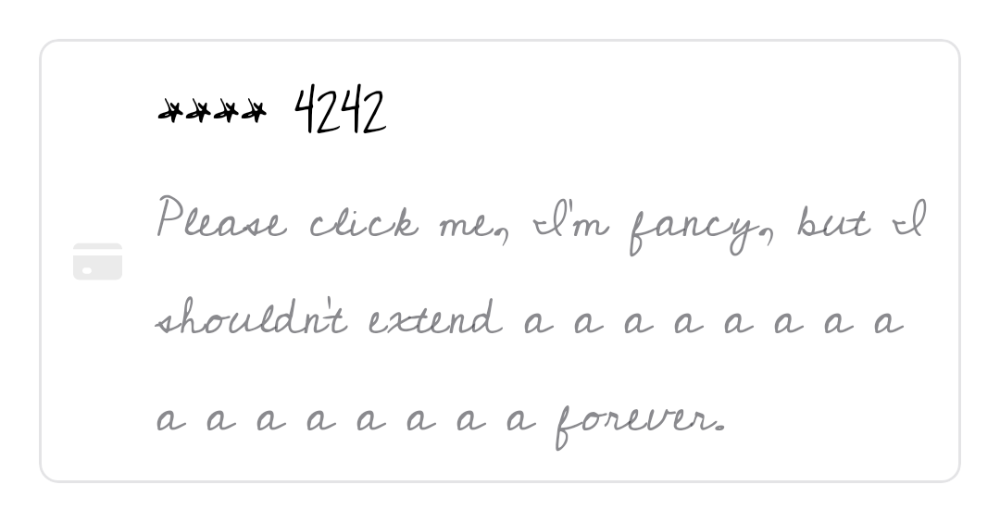 **** 4242
Please click me, I'm fancy, but I
shouldn't extend a a a a a a a a
a a a a a a a a forever.